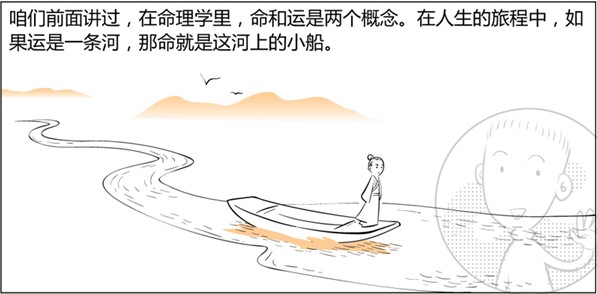 咱们前面讲过，在命理学里，命和运是两个概念。在人生的旅程中，如
果运是一条河，那命就是这河上的小船。